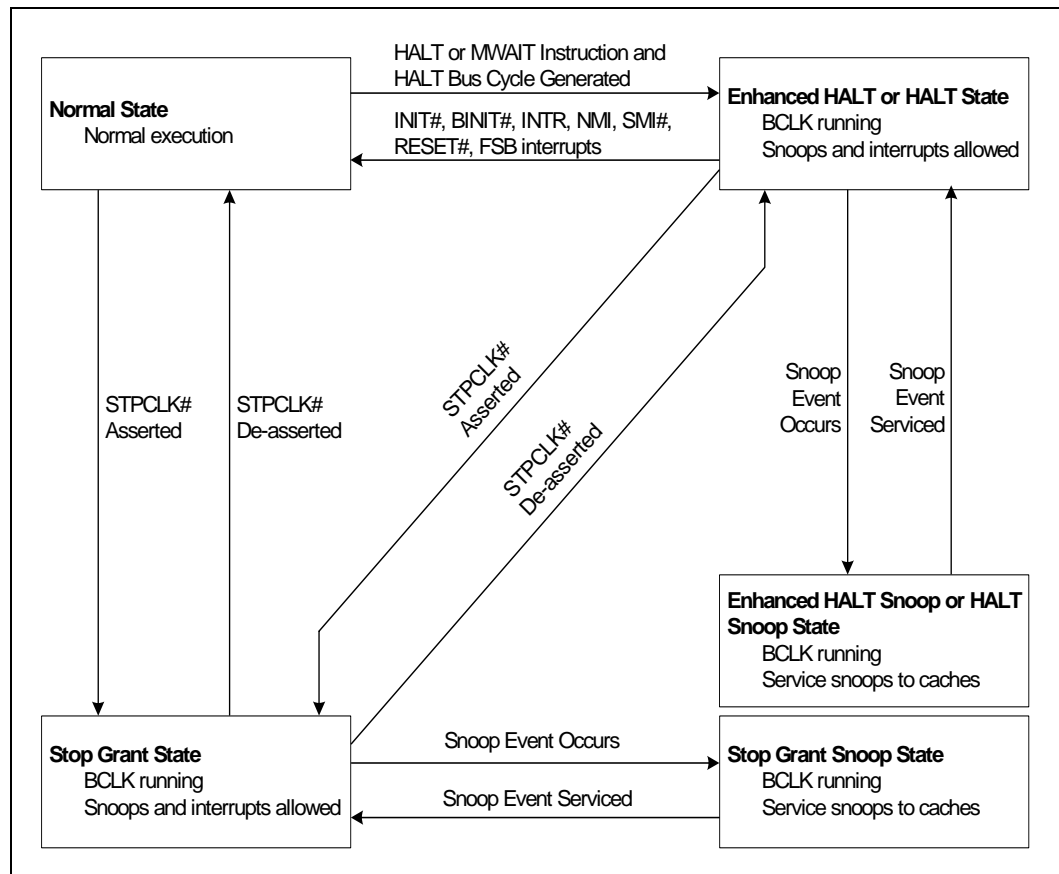 HALT or MWAIT Instruction and
HALT Bus Cycle Generated
Normal State
Normal execution
INIT#, BINIT#, INTR, NMI, SMI#,
RESET#, FSB interrupts
Enhanced HALT or HALT State
BCLK running
Snoops and interrupts allowed
STPCLK#
Asserted
STPCLK#
De-asserted
STPCLK#
Asserted
STPCLK#
De-asserted
Snoop
Event
Occurs
Snoop
Event
Serviced
Enhanced HALT Snoop or HALT
Snoop State
BCLK running
Service snoops to caches
Stop Grant State
BCLK running
Snoops and interrupts allowed
Snoop Event Occurs
Snoop Event Serviced
Stop Grant Snoop State
BCLK running
Service snoops to caches